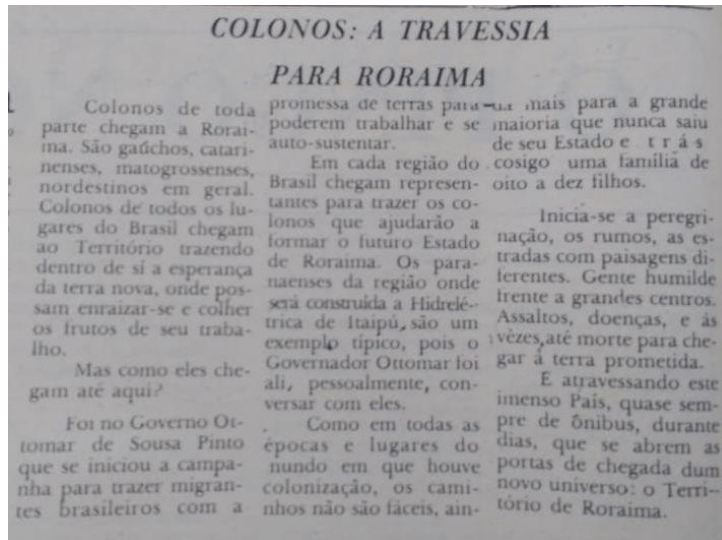 COLONOS: A TRAVESSIA
PARA RORAIMA
Colonos de toda
parte chegam a Rorai-
ma. São gaúchos, catari-
nenses, matogrossenses,
nordestinos em geral.
Colonos de todos os lu-
gares do Brasil chegam
ao Território trazendo
dentro de sí a esperança
da terra nova, onde pos-
sam enraizar-se e colher
os frutos de seu traba-
lho.
Mas como eles che-
gam até aqui?
Foi no Governo Ot-
tomar de Sousa Pinto
que se iniciou a campa-
nha para trazer migran-
tes brasileiros com a
promessa de terras para
poderem trabalhar e se
auto-sustentar.
Em cada região do
Brasil chegam represen-
tantes para trazer os co-
lonos que ajudarão a
formar o futuro Estado
de Roraima. Os para-
naenses da região onde
será construída a Hidrelé-
trica de Itaipú, são um
exemplo típico, pois o
Governador Ottomar foi
ali, pessoalmente, con-
versar com eles.
Como em todas as
épocas e lugares do
mundo em que houve
colonização, os cami-
nhos não são fáceis, ain-
da mais para a grande
maioria que nunca saiu
de seu Estado e trás
cosigo uma família de
oito a dez filhos.
Inicia-se a peregri-
nação, os rumos, as es-
tradas com paisagens di-
ferentes. Gente humilde
frente a grandes centros.
Assaltos, doenças, e ás
vêzes, até morte para che-
gar á terra prometida.
E atravessando este
imenso País, quase sem-
pre de ônibus, durante
dias, que se abrem as
portas de chegada dum
novo universo: o Terri-
tório de Roraima.